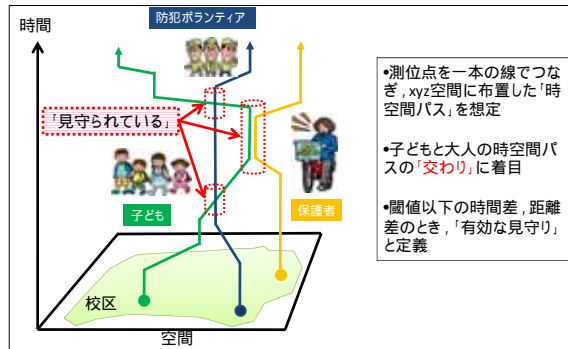 防犯ボランティア
時間
「見守られている」
子ども
保護者
校区
空間
•測位点を一本の線でつな
ぎ，xyz空間に布置した「時
空間パス」を想定
•子どもと大人の時空間パ
スの「交わり」に着目
•閾値以下の時間差，距離
差のとき，「有効な見守り」
と定義